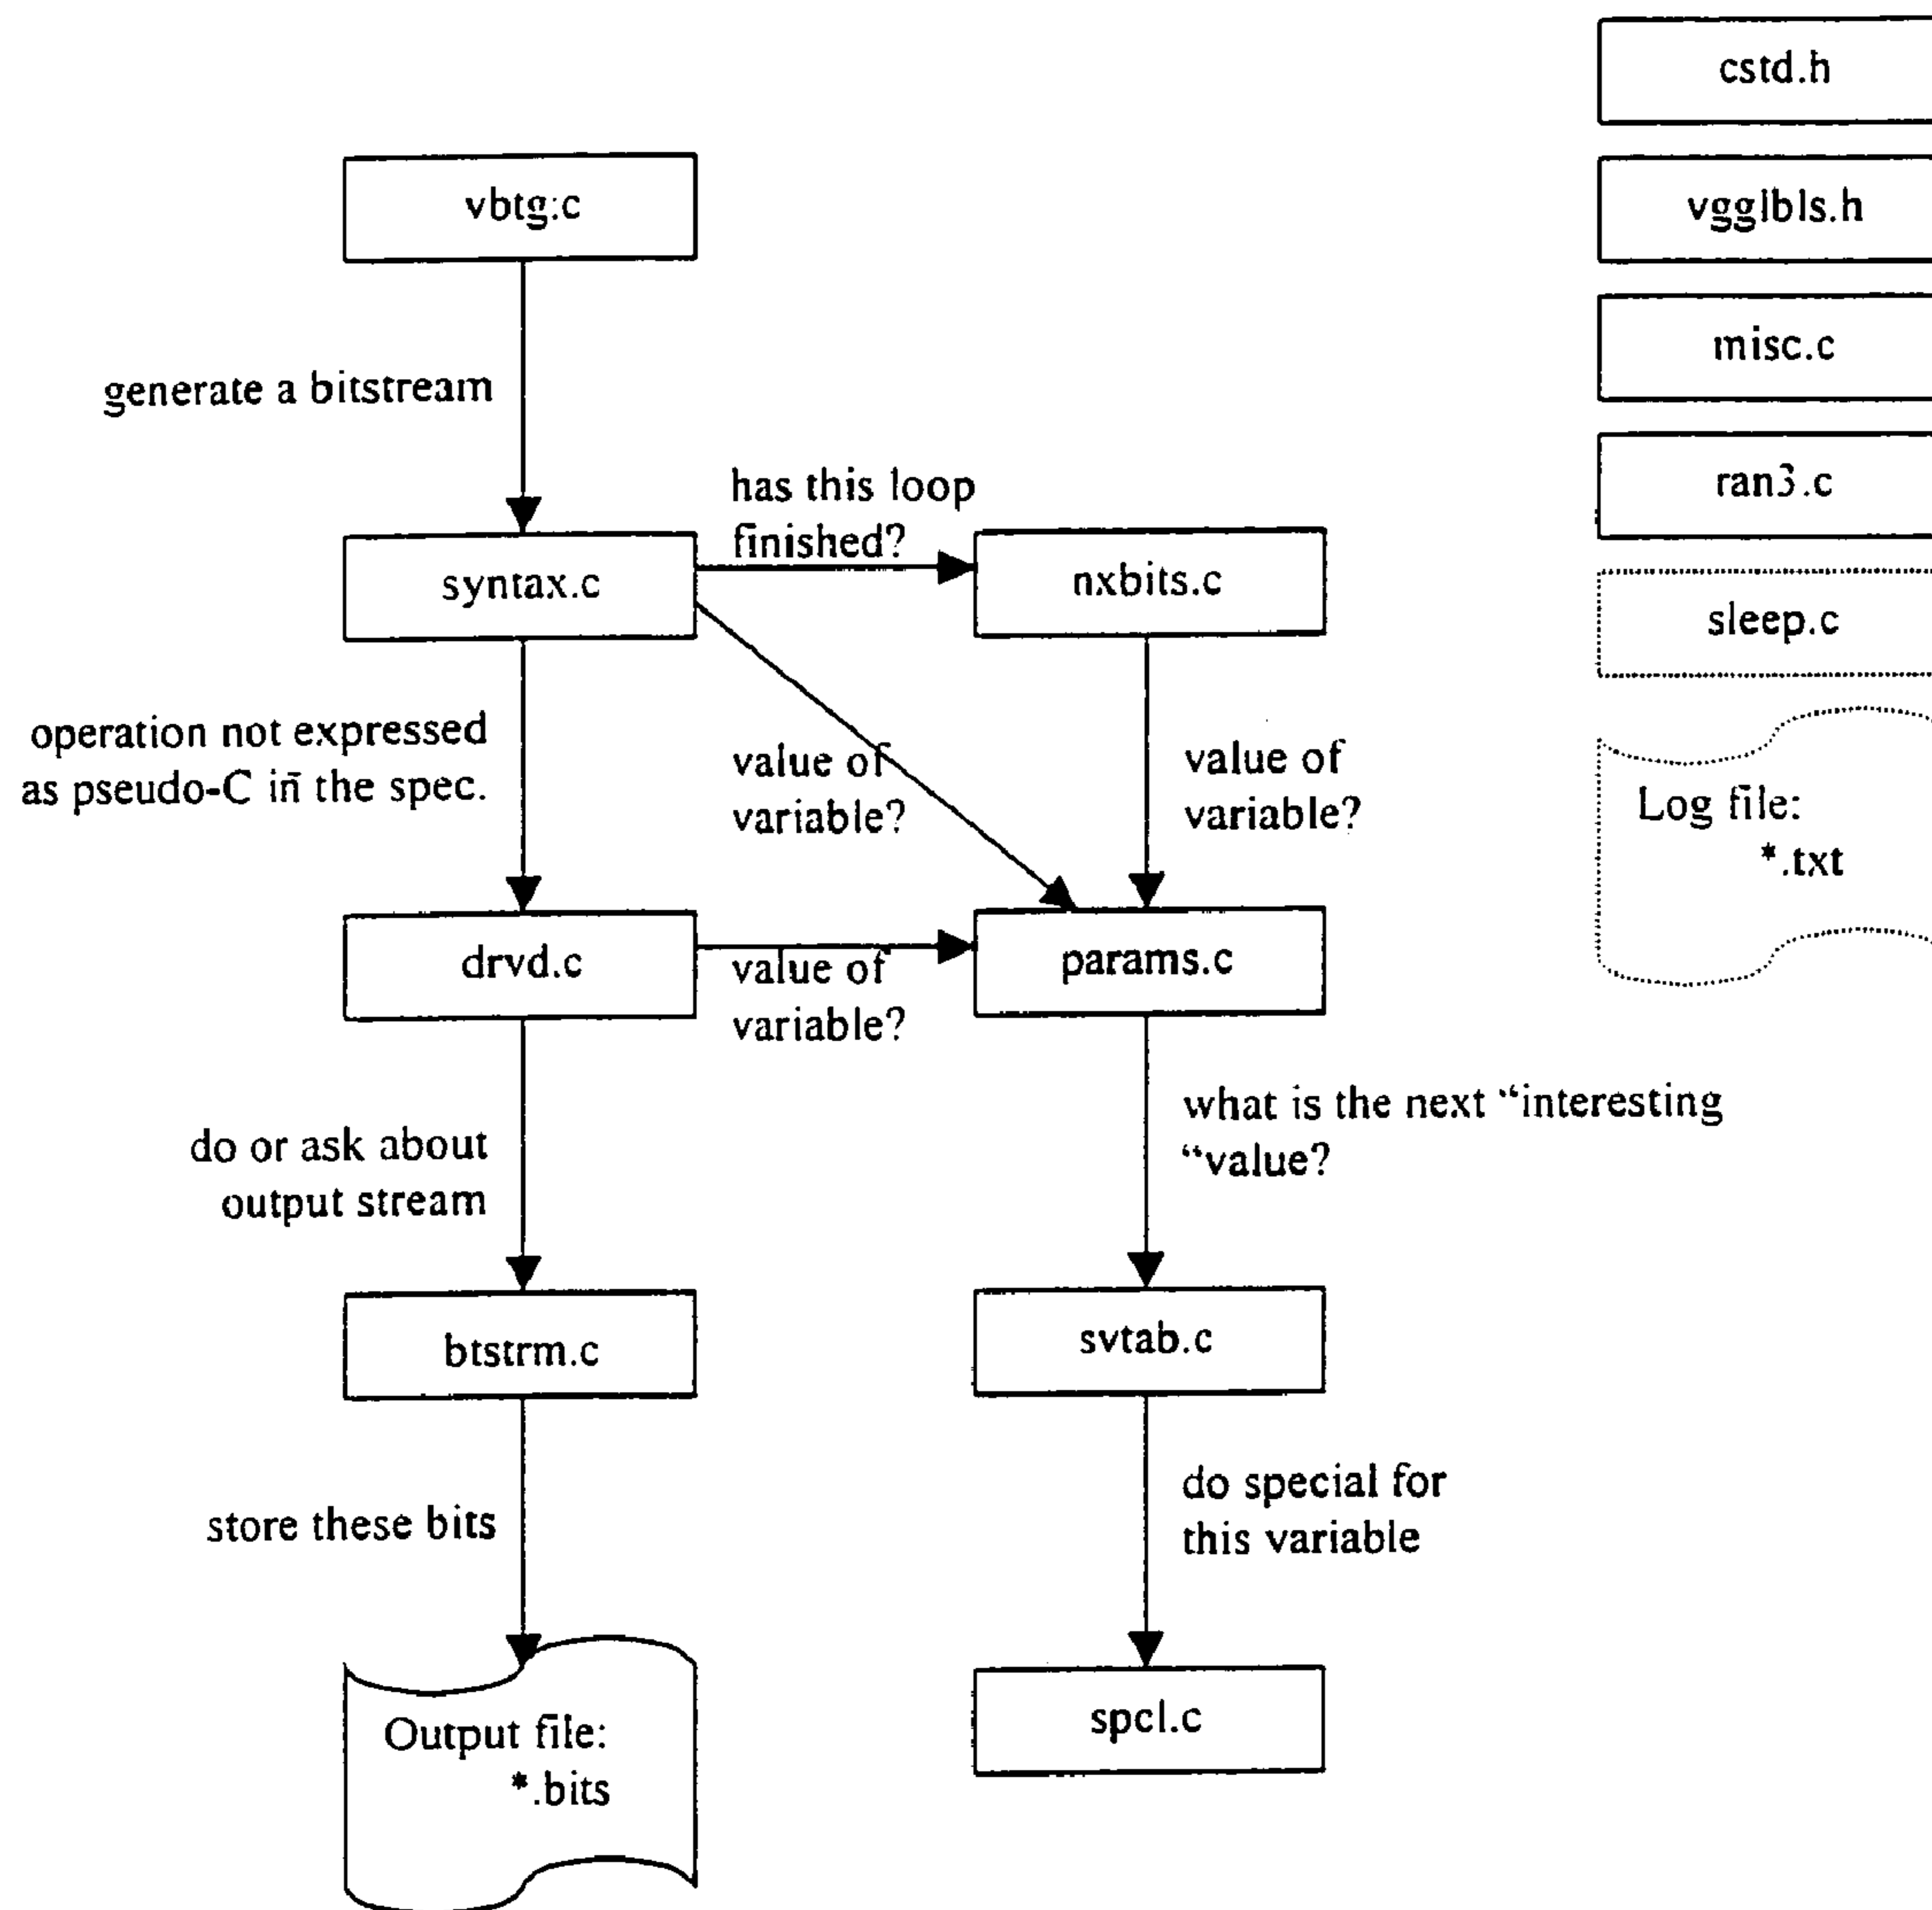 cstd.h
vbtg.c
vgglbls.h
misc.c
generate a bitstream
ran3.c
has this loop
finished?
syntax.c
nxbits.c
sleep.c
operation not expressed
as pseudo-C in the spec.
value of
variable?
value of
variable?
Log file:
*.txt
drvd.c
value of
variable?
params.c
what is the next “interesting
“value?
do or ask about
output stream
btstrm.c
svtab.c
store these bits
do special for
this variable
Output file:
*.bits
spcl.c